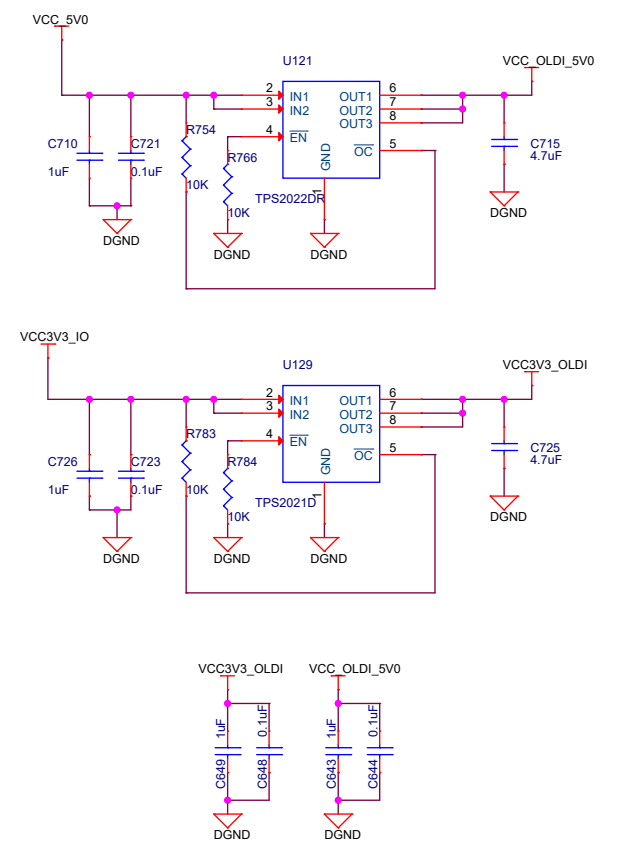 VCC_5V0
U121
VCC_OLDI_5V0
2 IN1 OUT1 6
3 IN2 OUT2 7
OUT3 8
4 EN
OC 5
GND
1
C710
1uF
C721
0.1uF
R754
10K
R766
10K
TPS2022DR
C715
4.7uF
DGND
DGND
DGND
DGND
VCC3V3_IO
U129
VCC3V3_OLDI
2 IN1 OUT1 6
3 IN2 OUT2 7
OUT3 8
4 EN
OC 5
GND
1
C726
1uF
C723
0.1uF
R783
10K
R784
10K
TPS2021D
C725
4.7uF
DGND
DGND
DGND
DGND
VCC3V3_OLDI
VCC_OLDI_5V0
1uF
0.1uF
1uF
0.1uF
C649
C648
C643
C644
DGND
DGND